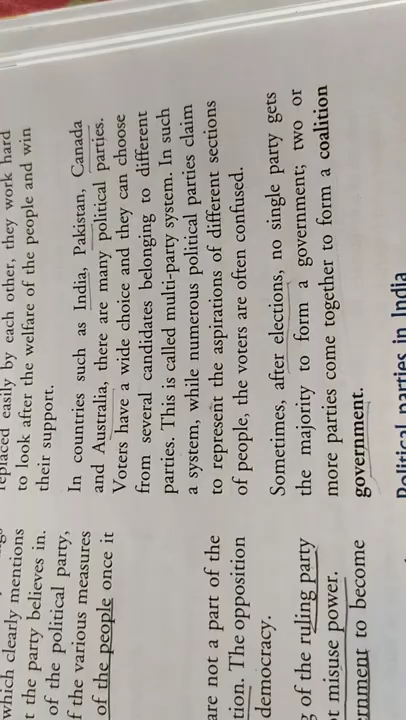 which clearly mentions
t the party believes in.
of the political party,
f the various measures
of the people once it
are not a part of the
tion. The opposition
democracy.
g of the ruling party
t misuse power.
rnment to become
replaced easily by each other, they work hard
to look after the welfare of the people and win
their support.
In countries such as India, Pakistan, Canada
and Australia, there are many political parties.
Voters have a wide choice and they can choose
from several candidates belonging to different
parties. This is called multi-party system. In such
a system, while numerous political parties claim
to represent the aspirations of different sections
of people, the voters are often confused.
Sometimes, after elections, no single party gets
the majority to form a government; two or
more parties come together to form a coalition
government.
Political parties in India